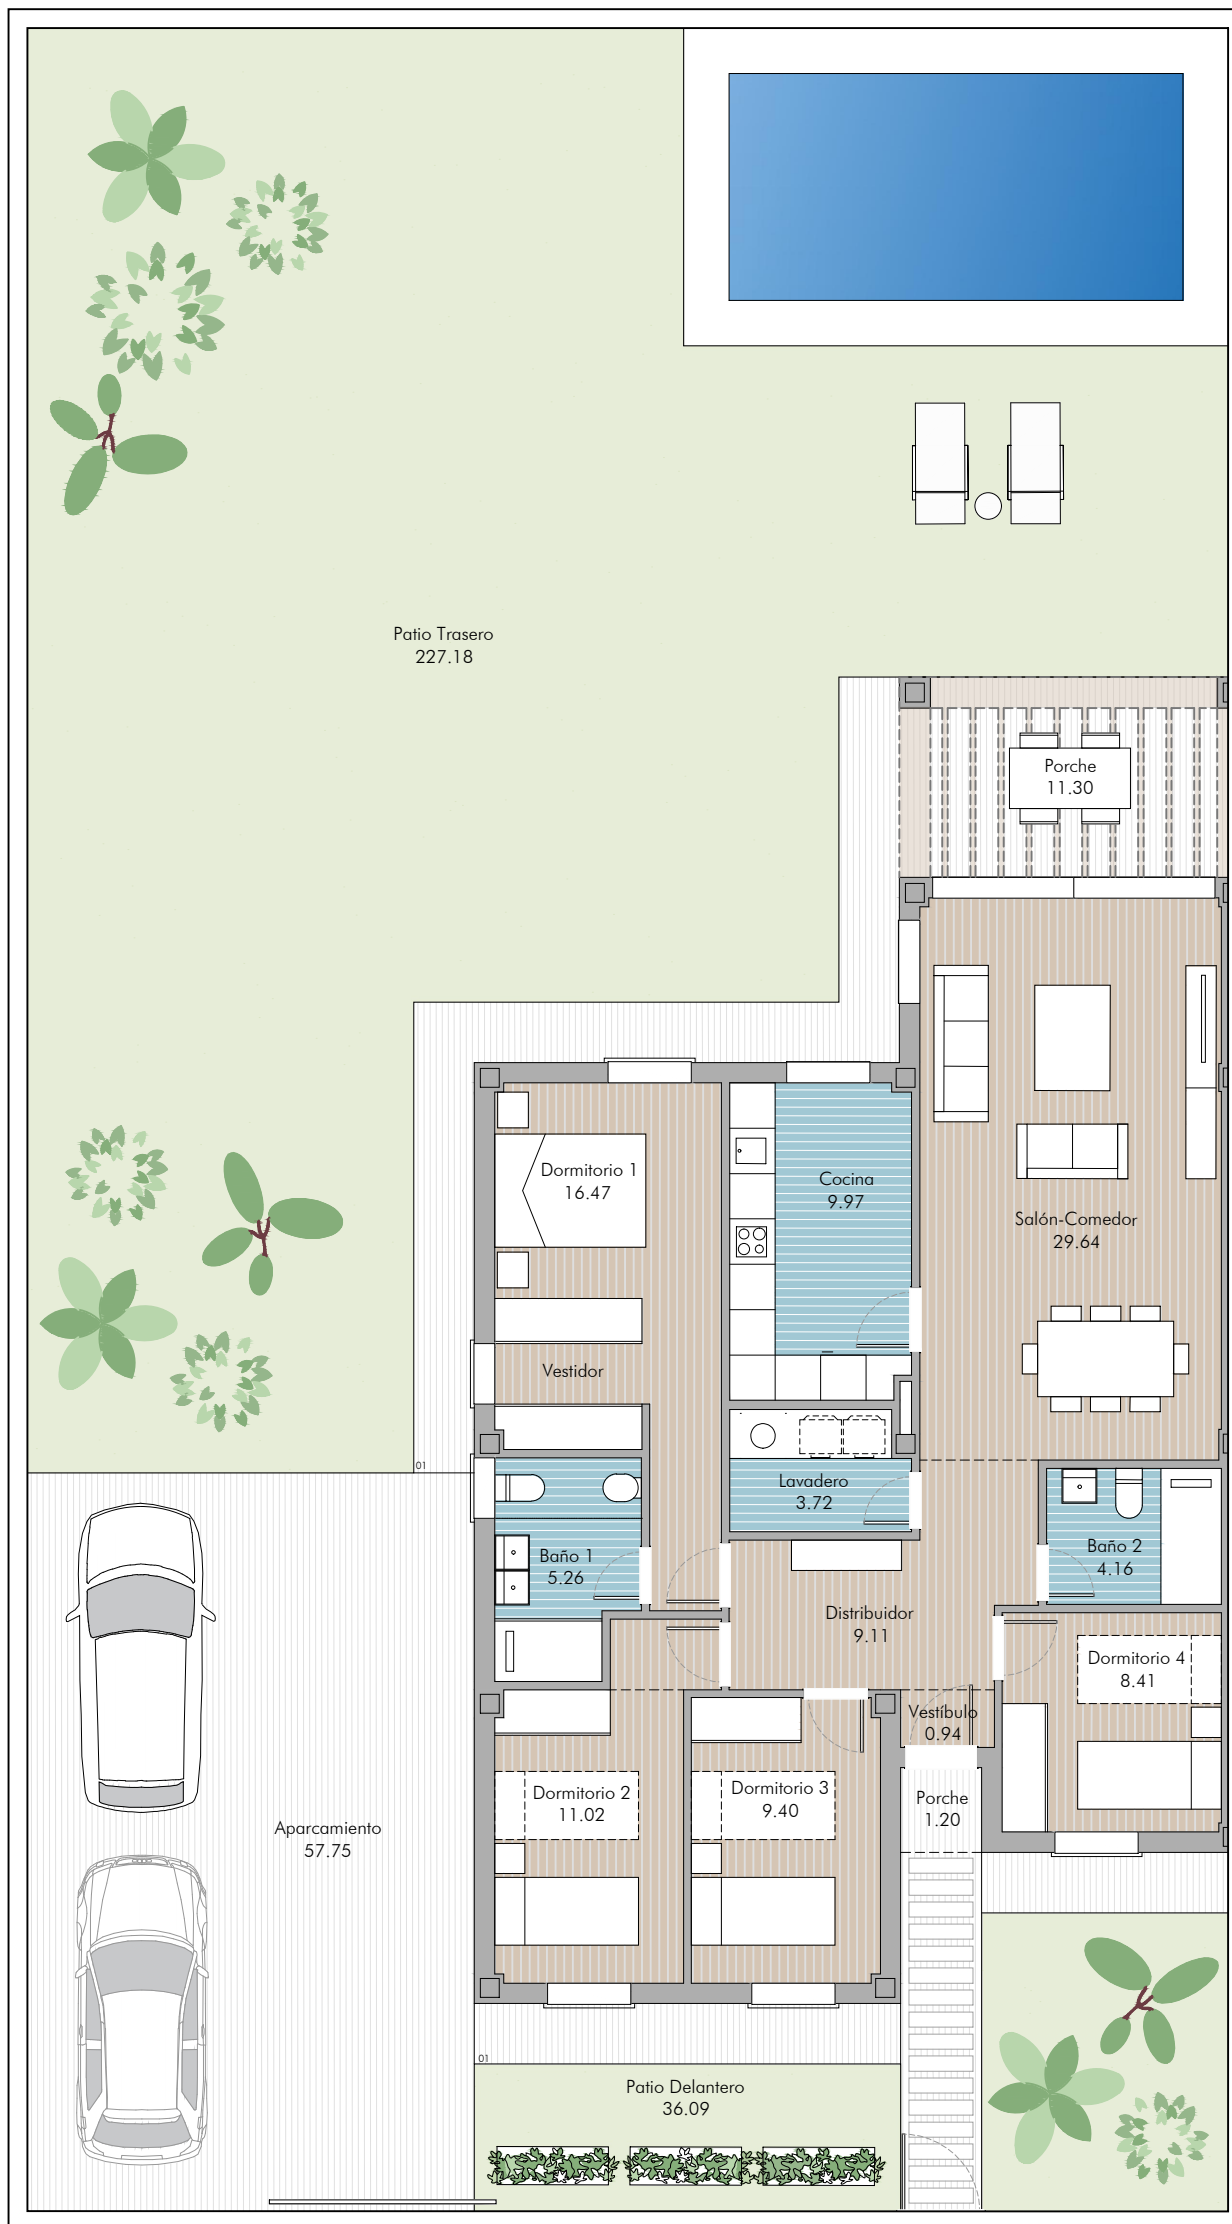 Patio Trasero
227.18
Porche
11.30
Dormitorio 1
16.47
Cocina
9.97
Salón-Comedor
29.64
Vestidor
01
Lavadero
3.72
Baño 1
5.26
Baño 2
4.16
Distribuidor
9.11
Dormitorio 4
8.41
Vestíbulo
0.94
Dormitorio 2
11.02
Dormitorio 3
9.40
Porche
1.20
Aparcamiento
57.75
01
Patio Delantero
36.09